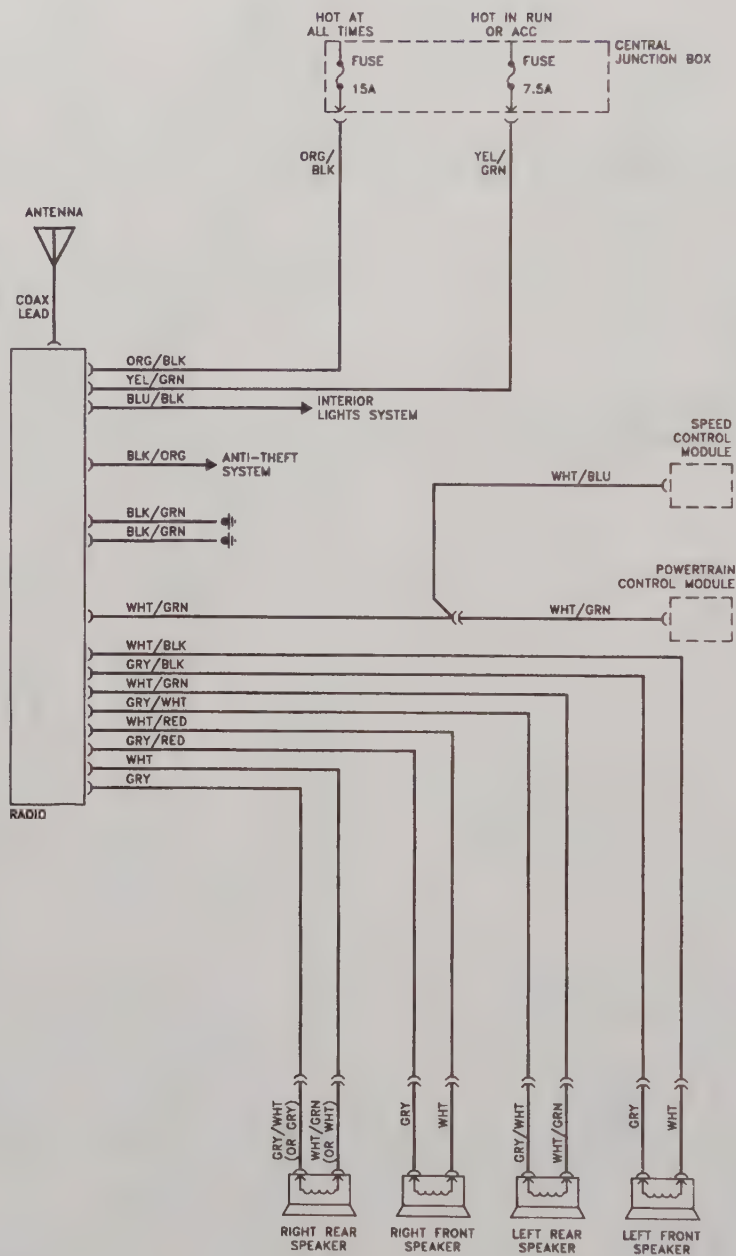 HOT AT
ALL TIMES
HOT IN RUN
OR ACC
CENTRAL
JUNCTION BOX
FUSE
15A
FUSE
7.5A
ORG/
BLK
YEL/
GRN
ANTENNA
COAX
LEAD
ORG/BLK
YEL/GRN
BLU/BLK
INTERIOR
LIGHTS SYSTEM
BLK/ORG
ANTI-THEFT
SYSTEM
SPEED
CONTROL
MODULE
WHT/BLU
BLK/GRN
BLK/GRN
POWERTRAIN
CONTROL MODULE
WHT/GRN
WHT/GRN
WHT/BLK
GRY/BLK
WHT/GRN
GRY/WHT
WHT/RED
GRY/RED
WHT
GRY
RADIO
GRY/WHT
(OR GRY)
WHT/GRN
(OR WHT)
GRY
WHT
GRY/WHT
WHT/GRN
GRY
WHT
RIGHT REAR
SPEAKER
RIGHT FRONT
SPEAKER
LEFT REAR
SPEAKER
LEFT FRONT
SPEAKER